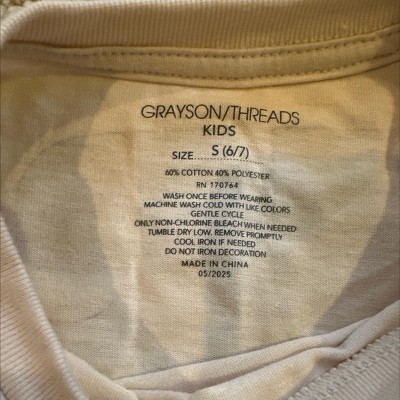 GRAYSON/THREADS
KIDS
SIZE......S (6/7)
60% COTTON 40% POLYESTER
RN 170764
WASH ONCE BEFORE WEARING
MACHINE WASH COLD WITH LIKE COLORS
GENTLE CYCLE
ONLY NON-CHLORINE BLEACH WHEN NEEDED
TUMBLE DRY LOW. REMOVE PROMPTLY
COOL IRON IF NEEDED
DO NOT IRON DECORATION
MADE IN CHINA
05/2025